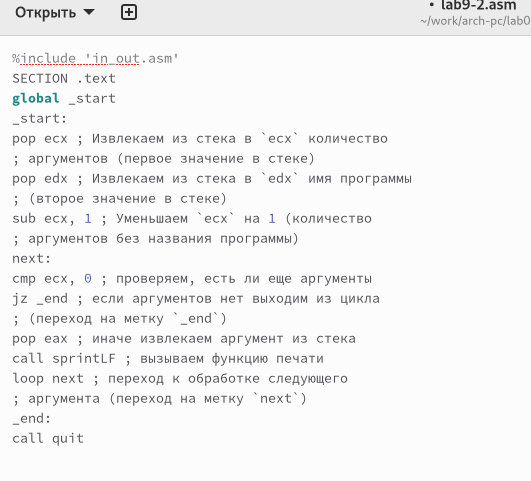 Открыть
• lab9-2.asm
~/work/arch-pc/lab0
%include 'in_out.asm'
SECTION .text
global _start
_start:
pop ecx ; Извлекаем из стека в `ecx` количество
; аргументов (первое значение в стеке)
pop edx ; Извлекаем из стека в `edx` имя программы
; (второе значение в стеке)
sub ecx, 1 ; Уменьшаем `ecx` на 1 (количество
; аргументов без названия программы)
next:
cmp ecx, 0 ; проверяем, есть ли еще аргументы
jz _end ; если аргументов нет выходим из цикла
; (переход на метку `_end`)
pop eax ; иначе извлекаем аргумент из стека
call sprintLF ; вызываем функцию печати
loop next ; переход к обработке следующего
; аргумента (переход на метку `next`)
_end:
call quit